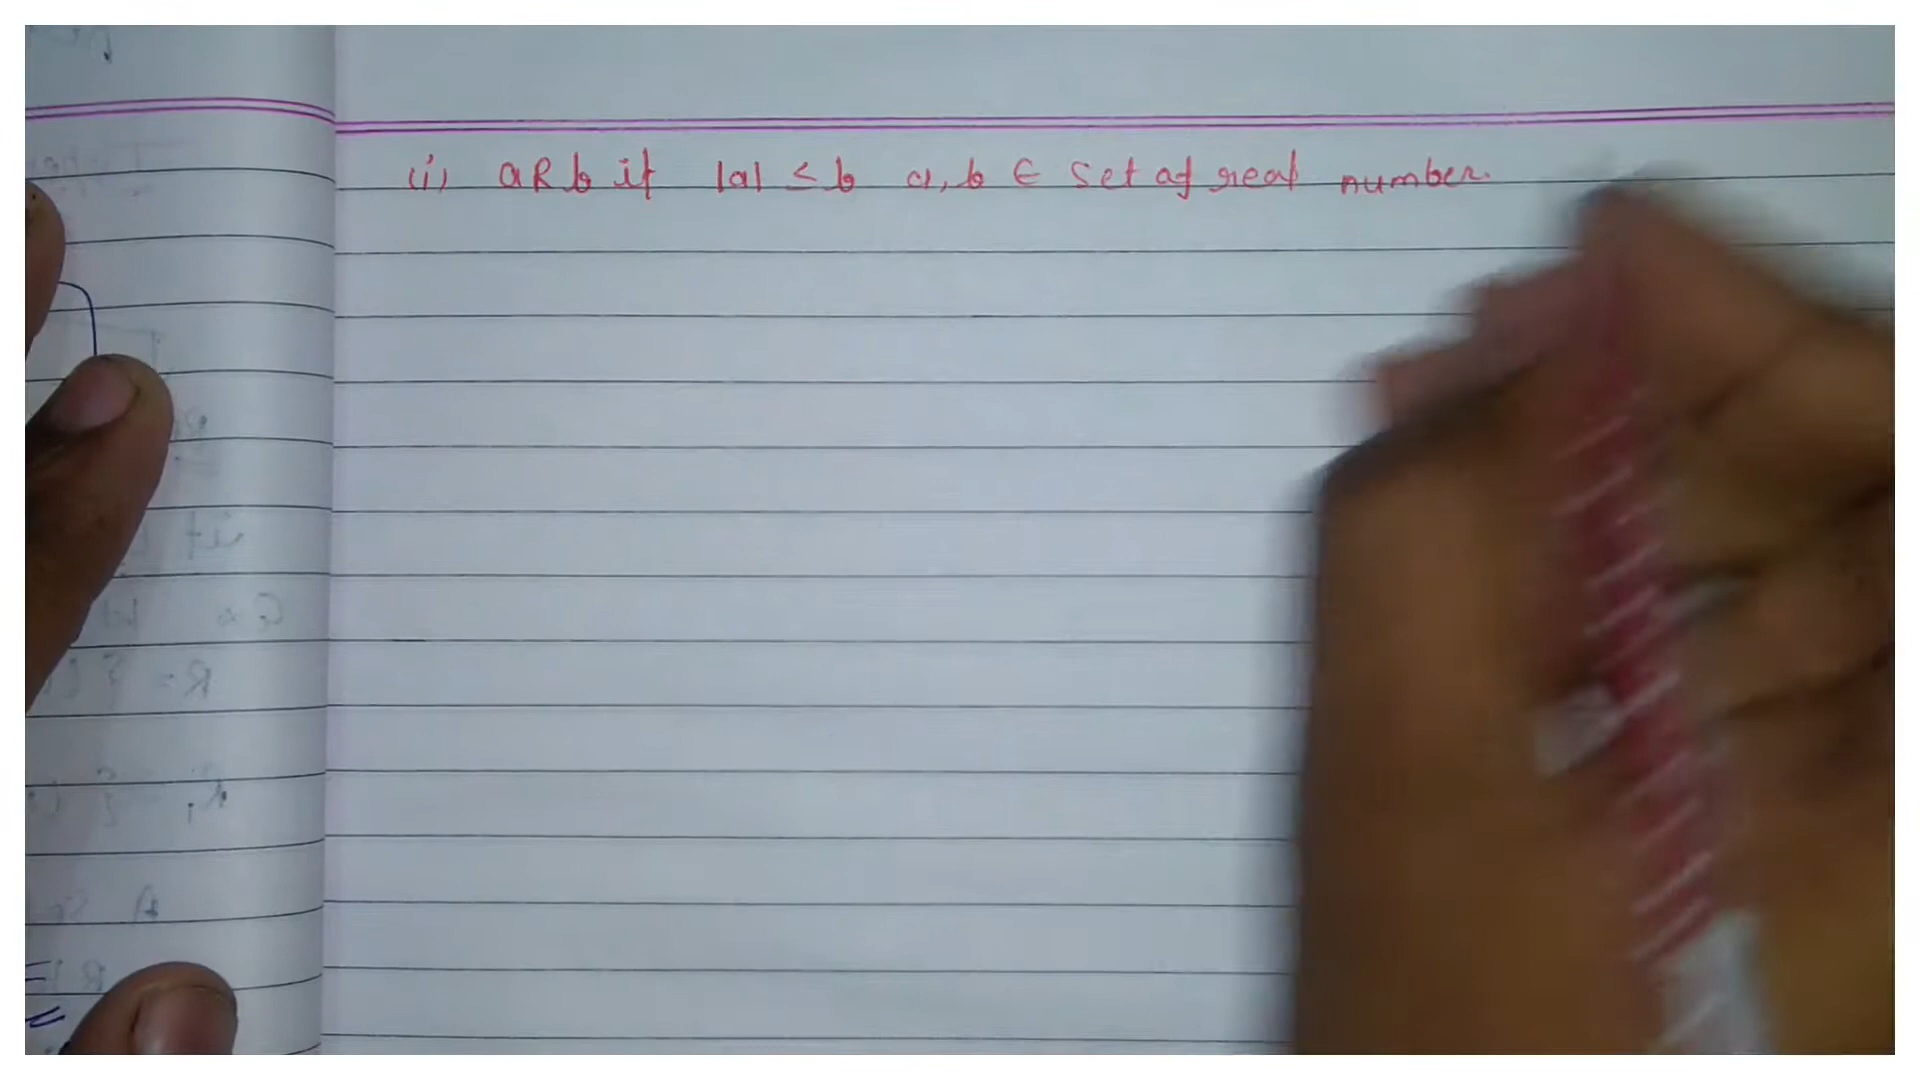 (i) aRb if |a| ≤ b a, b ∈ set of real number.